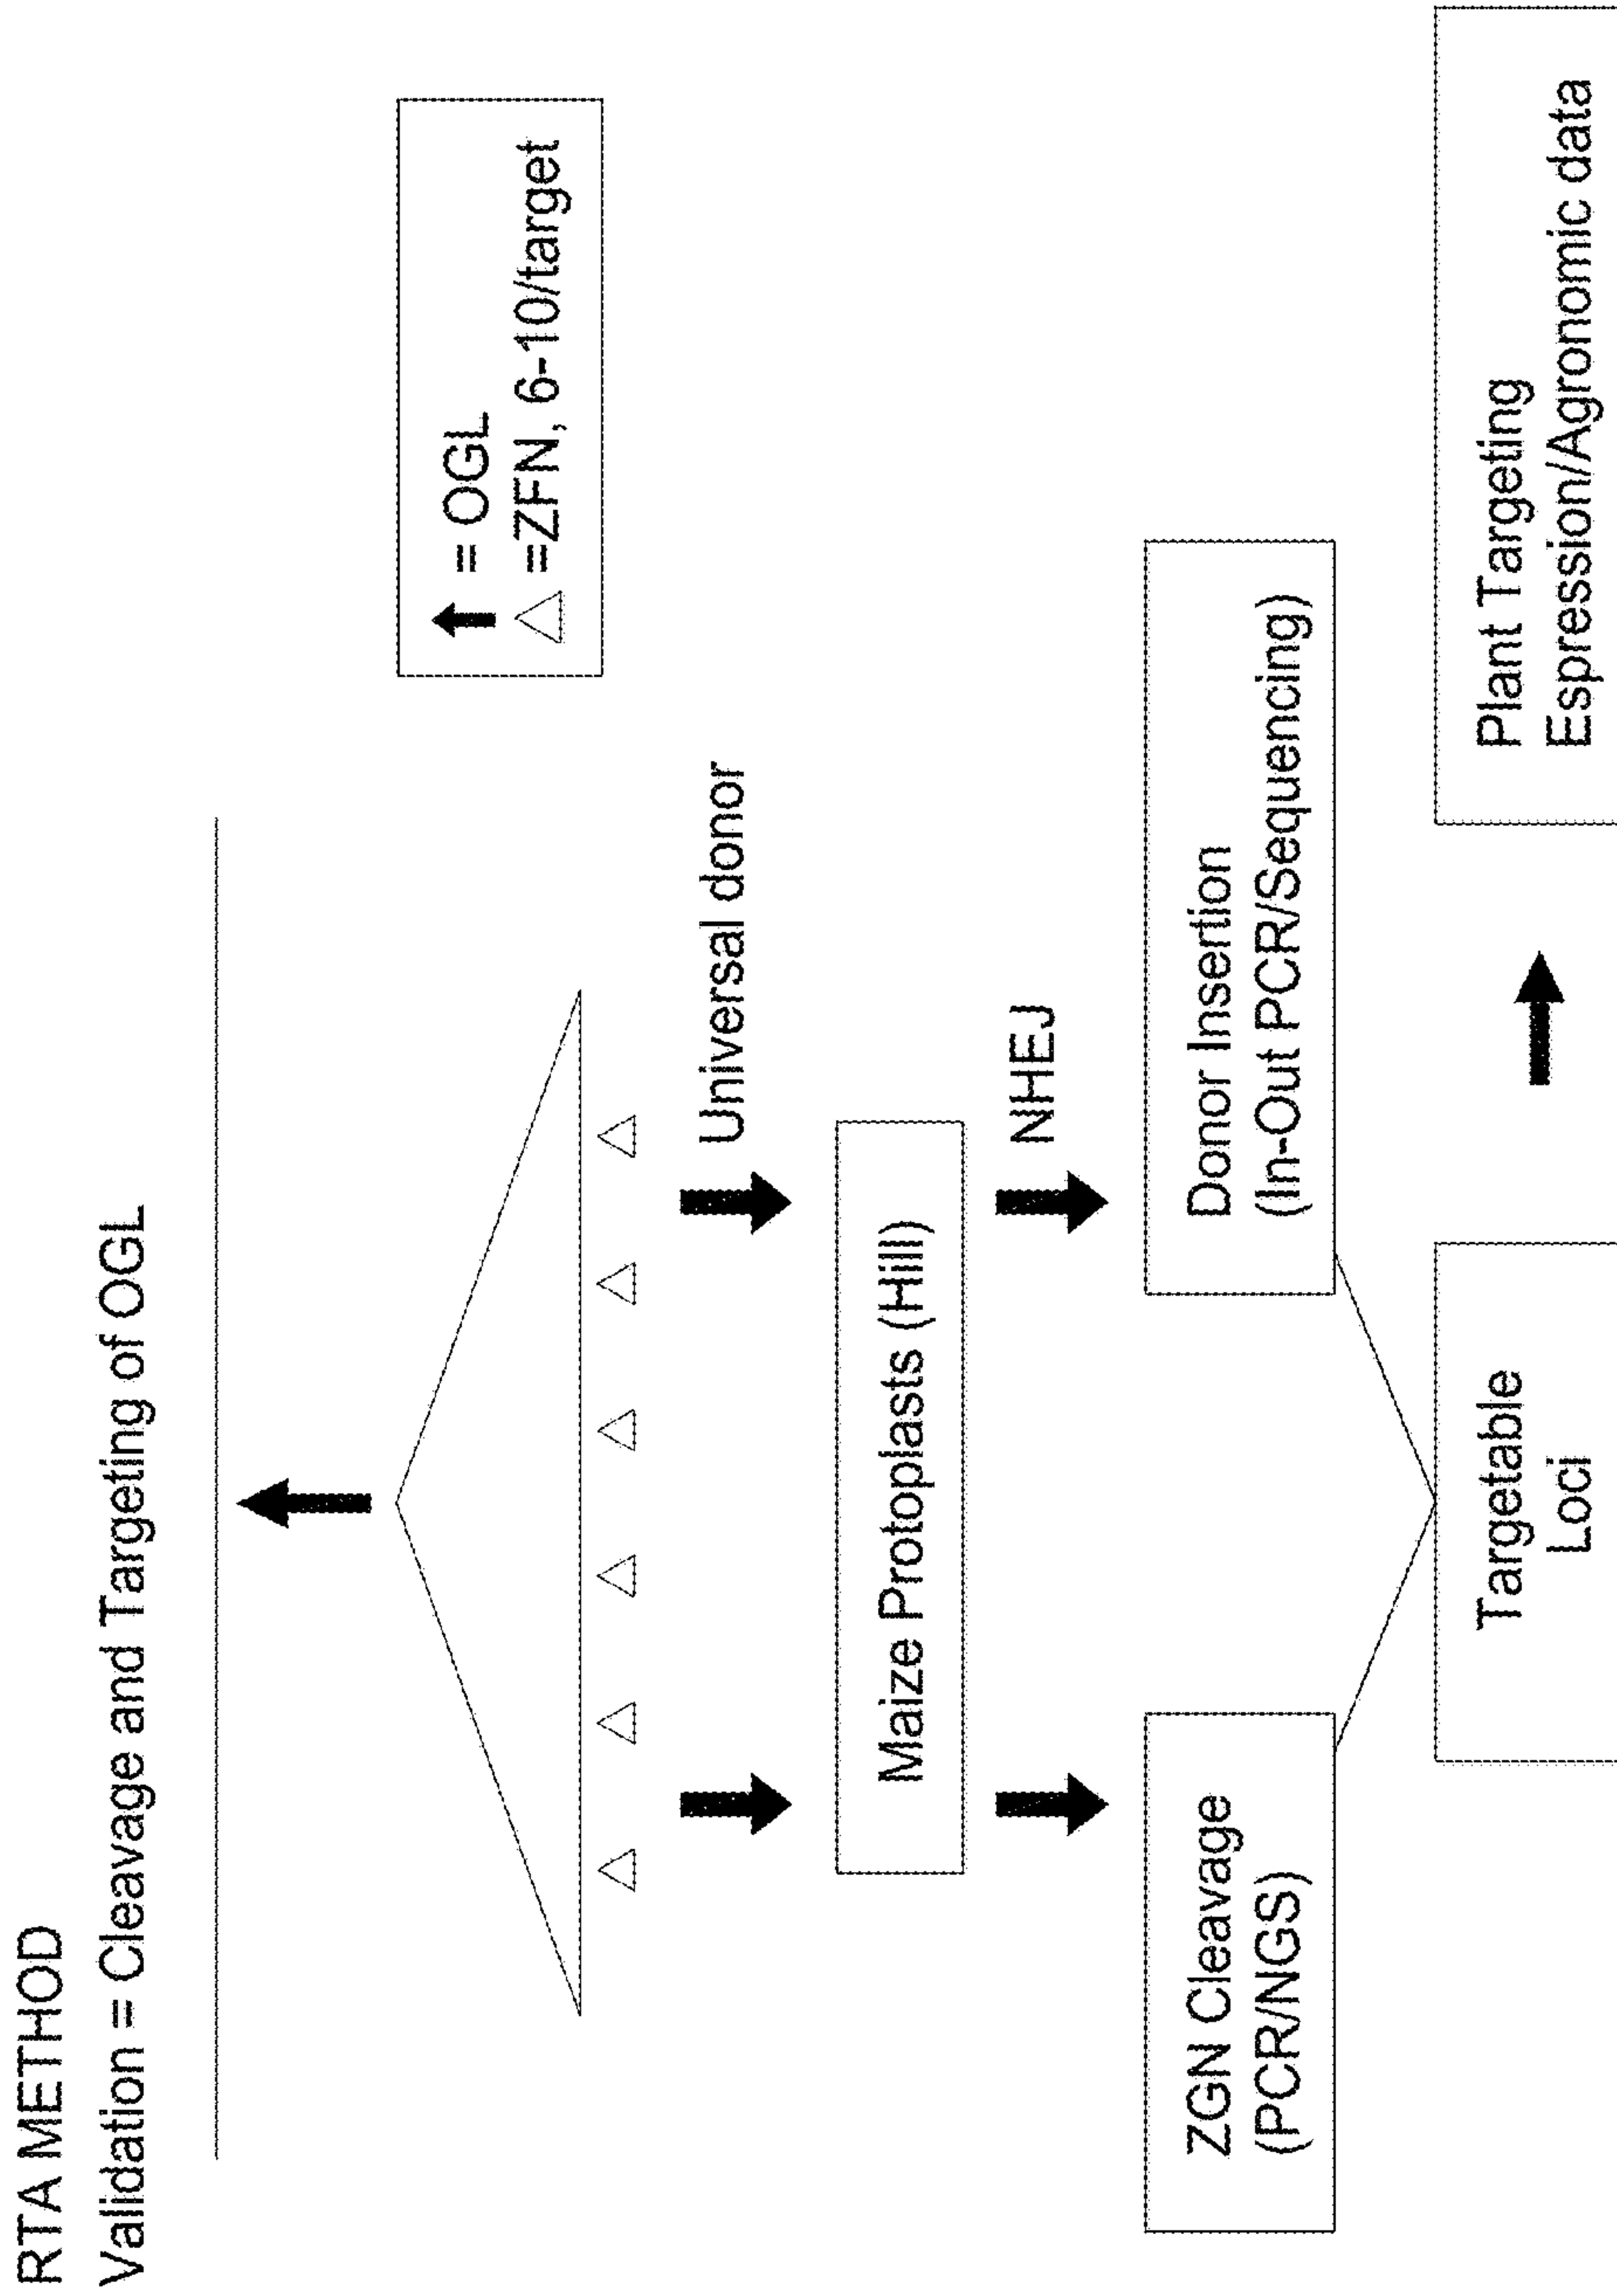 RTA METHOD
Validation = Cleavage and Targeting of OGL
= OGL
=ZFN, 6-10/target
Universal donor
Maize Protoplasts (Hill)
NHEJ
ZGN Cleavage
(PCR/NGS)
Donor Insertion
(In-Out PCR/Sequencing)
Targetable
Loci
Plant Targeting
Espression/Agronomic data